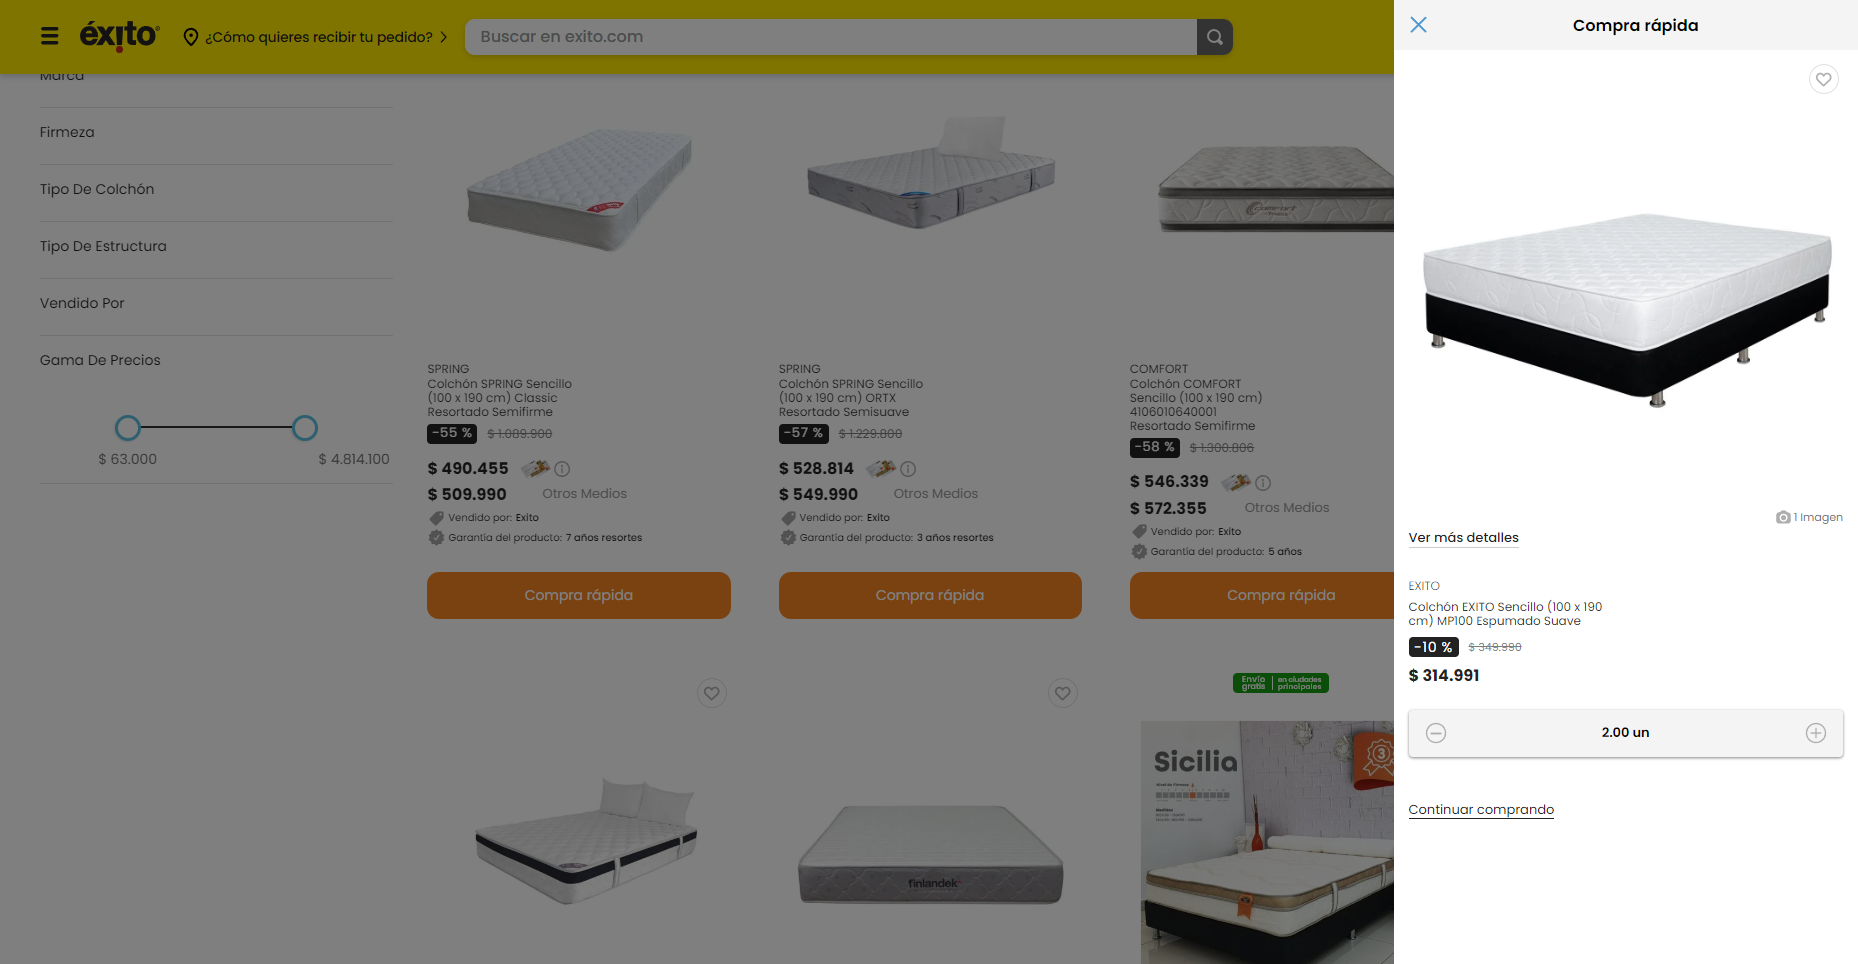 éxito
¿Cómo quieres recibir tu pedido?
Buscar en exito.com
Marca
Firmeza
Tipo De Colchón
Tipo De Estructura
Vendido Por
Gama De Precios
$ 63.000
$ 4.814.100
SPRING
Colchón SPRING Sencillo
(100 x 190 cm) Classic
Resortado Semifirme
-55 % $ 1.089.900
$ 490.455
$ 509.990 Otros Medios
Vendido por: Exito
Garantía del producto: 7 años resortes
Compra rápida
SPRING
Colchón SPRING Sencillo
(100 x 190 cm) ORTX
Resortado Semisuave
-57 % $ 1.229.800
$ 528.814
$ 549.990 Otros Medios
Vendido por: Exito
Garantía del producto: 3 años resortes
Compra rápida
Comfort
COMFORT
Colchón COMFORT
Sencillo (100 x 190 cm)
4106010640001
Resortado Semifirme
-58 % $ 1.300.806
$ 546.339
$ 572.355 Otros Medios
Vendido por: Exito
Garantía del producto: 5 años
Compra rápida
finlandek
Envío gratis | en ciudades principales
Sicilia
3
Compra rápida
1 Imagen
Ver más detalles
EXITO
Colchón EXITO Sencillo (100 x 190
cm) MP100 Espumado Suave
-10 % $ 349.990
$ 314.991
2.00 un
Continuar comprando